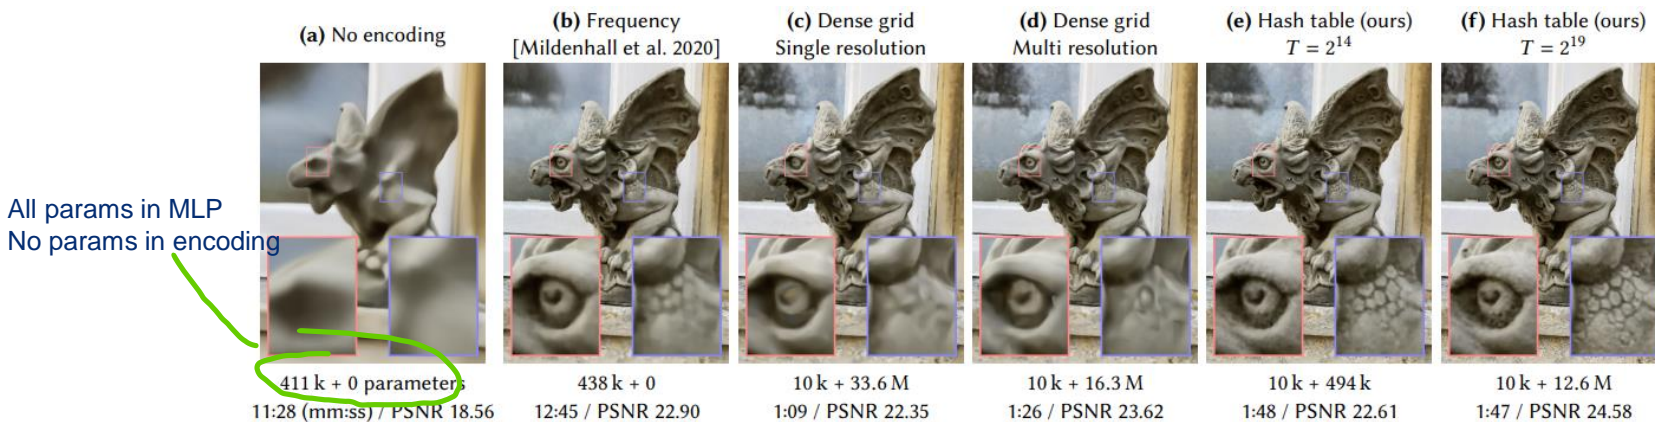 (a) No encoding
(b) Frequency
[Mildenhall et al. 2020]
(c) Dense grid
Single resolution
(d) Dense grid
Multi resolution
(e) Hash table (ours)
T = 2¹⁴
(f) Hash table (ours)
T = 2¹⁹
All params in MLP
No params in encoding
411 k + 0 parameters
11:28 (mm:ss) / PSNR 18.56
438 k + 0
12:45 / PSNR 22.90
10 k + 33.6 M
1:09 / PSNR 22.35
10 k + 16.3 M
1:26 / PSNR 23.62
10 k + 494 k
1:48 / PSNR 22.61
10 k + 12.6 M
1:47 / PSNR 24.58